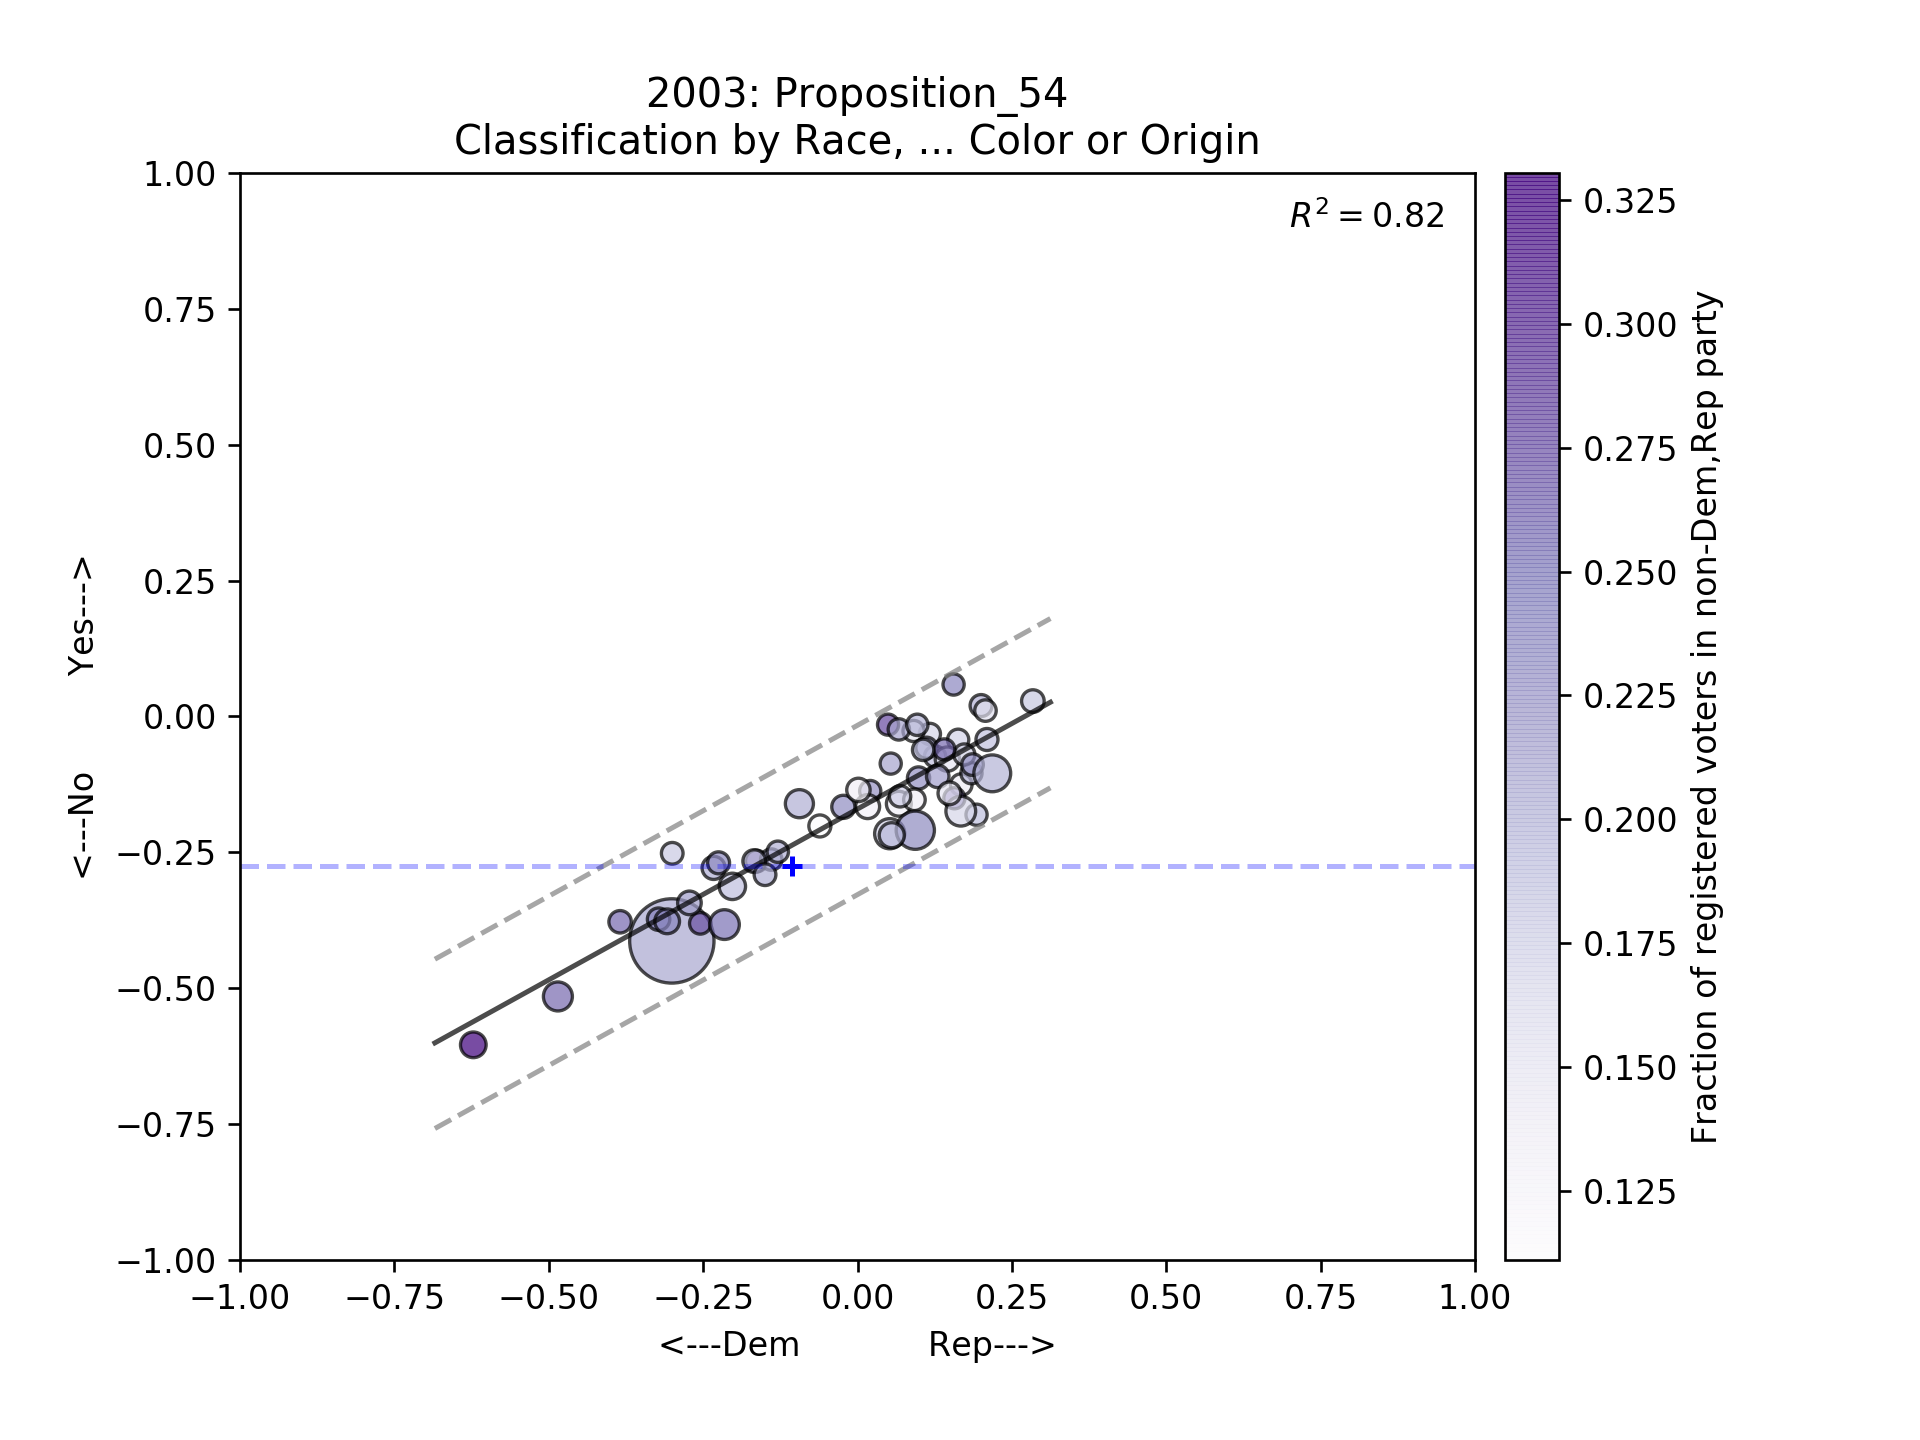 2003: Proposition_54
Classification by Race, ... Color or Origin
R² = 0.82
1.00
0.75
0.50
0.25
0.00
−0.25
−0.50
−0.75
−1.00
<---No Yes--->
−1.00 −0.75 −0.50 −0.25 0.00 0.25 0.50 0.75 1.00
<---Dem Rep--->
0.325
0.300
0.275
0.250
0.225
0.200
0.175
0.150
0.125
Fraction of registered voters in non-Dem,Rep party